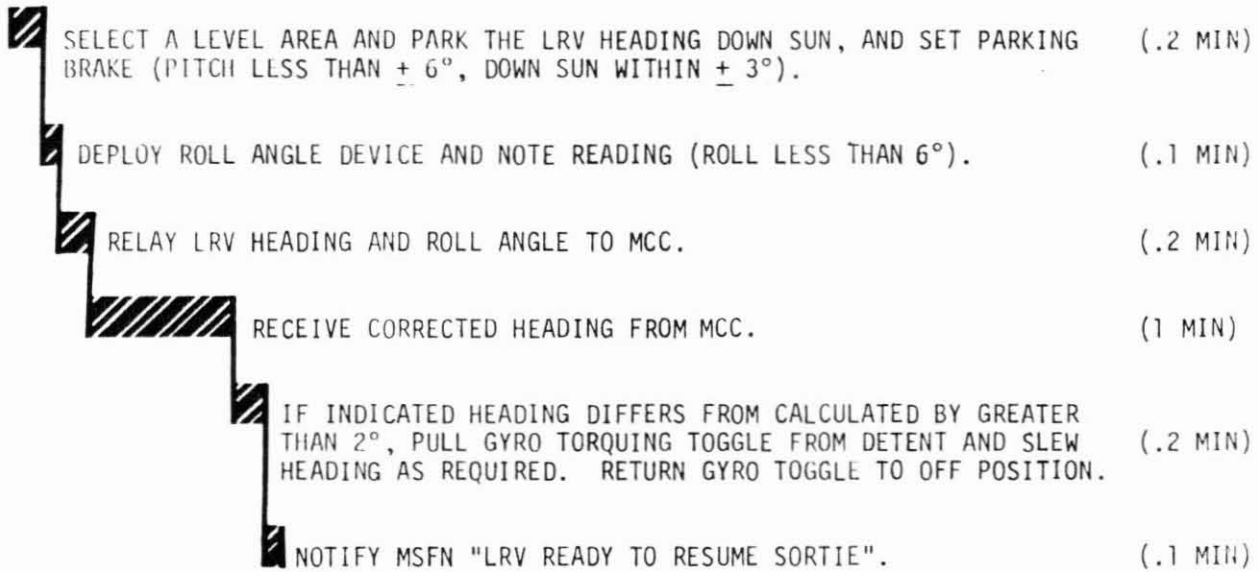 SELECT A LEVEL AREA AND PARK THE LRV HEADING DOWN SUN, AND SET PARKING (.2 MIN)
BRAKE (PITCH LESS THAN ± 6°, DOWN SUN WITHIN ± 3°).
DEPLOY ROLL ANGLE DEVICE AND NOTE READING (ROLL LESS THAN 6°). (.1 MIN)
RELAY LRV HEADING AND ROLL ANGLE TO MCC. (.2 MIN)
RECEIVE CORRECTED HEADING FROM MCC. (1 MIN)
IF INDICATED HEADING DIFFERS FROM CALCULATED BY GREATER
THAN 2°, PULL GYRO TORQUING TOGGLE FROM DETENT AND SLEW (.2 MIN)
HEADING AS REQUIRED. RETURN GYRO TOGGLE TO OFF POSITION.
NOTIFY MSFN "LRV READY TO RESUME SORTIE". (.1 MIN)